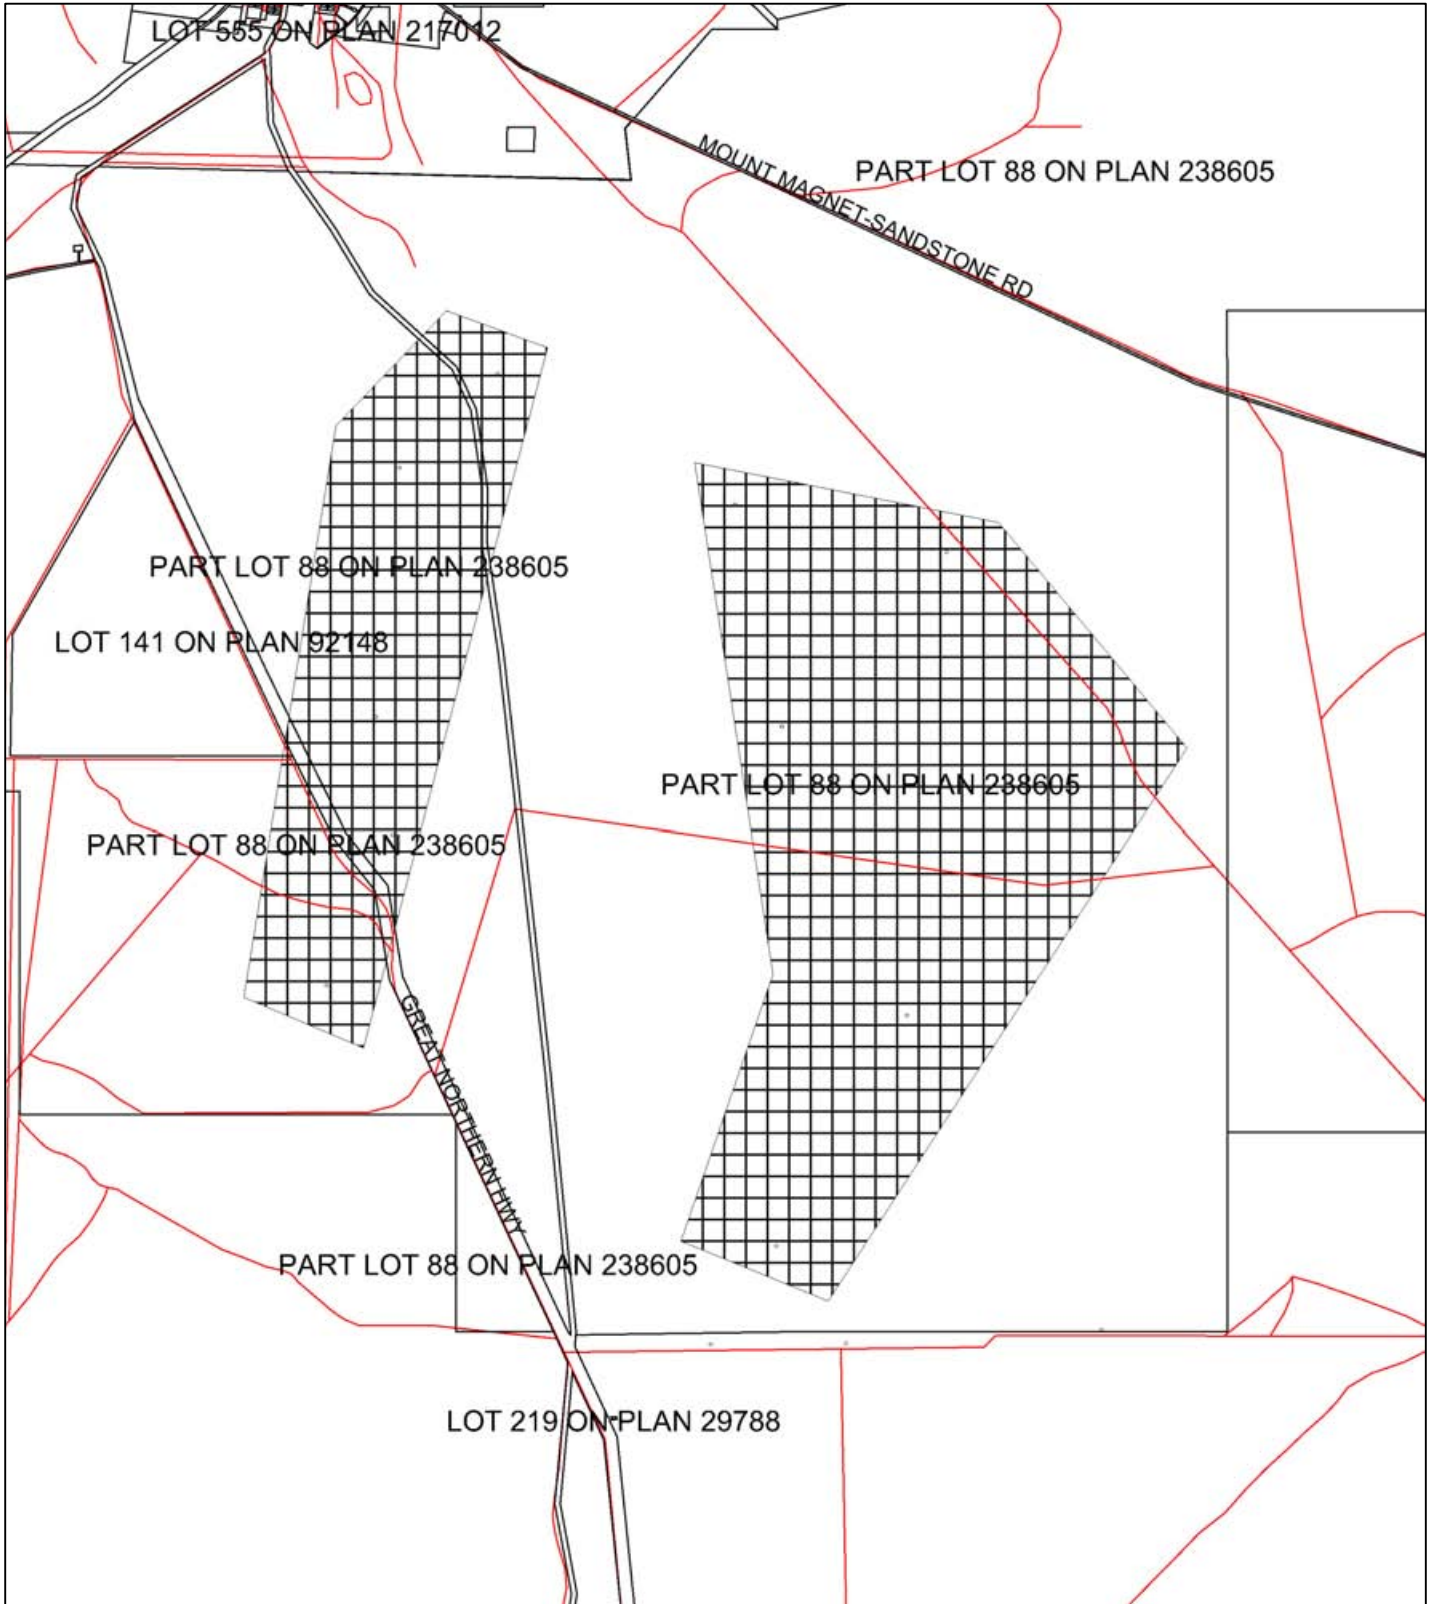 LOT 555 ON PLAN 217012
MOUNT MAGNET-SANDSTONE RD
PART LOT 88 ON PLAN 238605
PART LOT 88 ON PLAN 238605
LOT 141 ON PLAN 92148
PART LOT 88 ON PLAN 238605
PART LOT 88 ON PLAN 238605
GREAT NORTHERN HWY
PART LOT 88 ON PLAN 238605
LOT 219 ON PLAN 29788